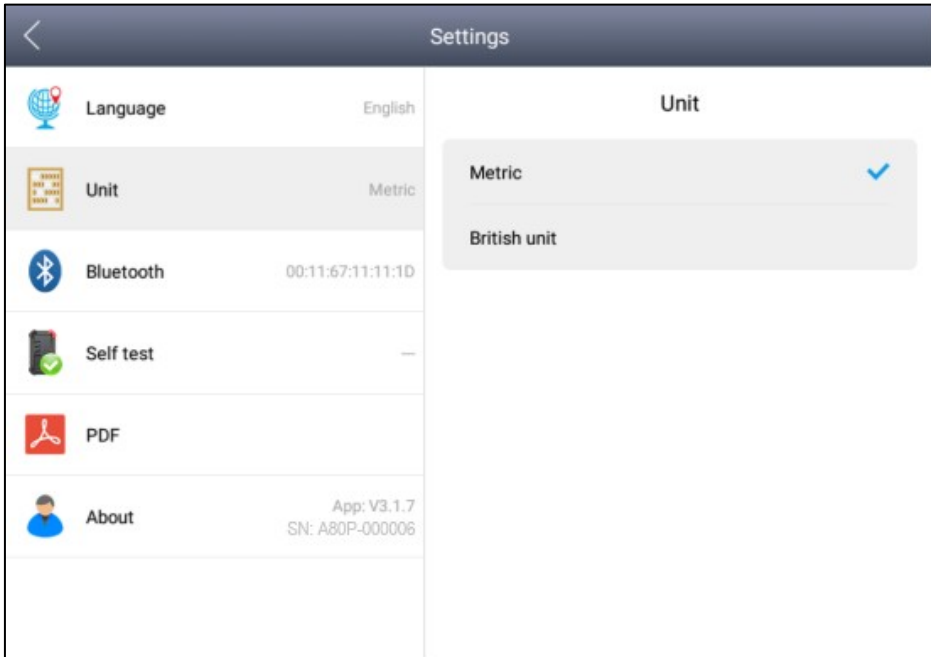 Settings
Language
English
Unit
Metric
Bluetooth
00:11:67:11:11:1D
Self test
—
PDF
About
App: V3.1.7
SN: A80P-000006
Unit
Metric
British unit